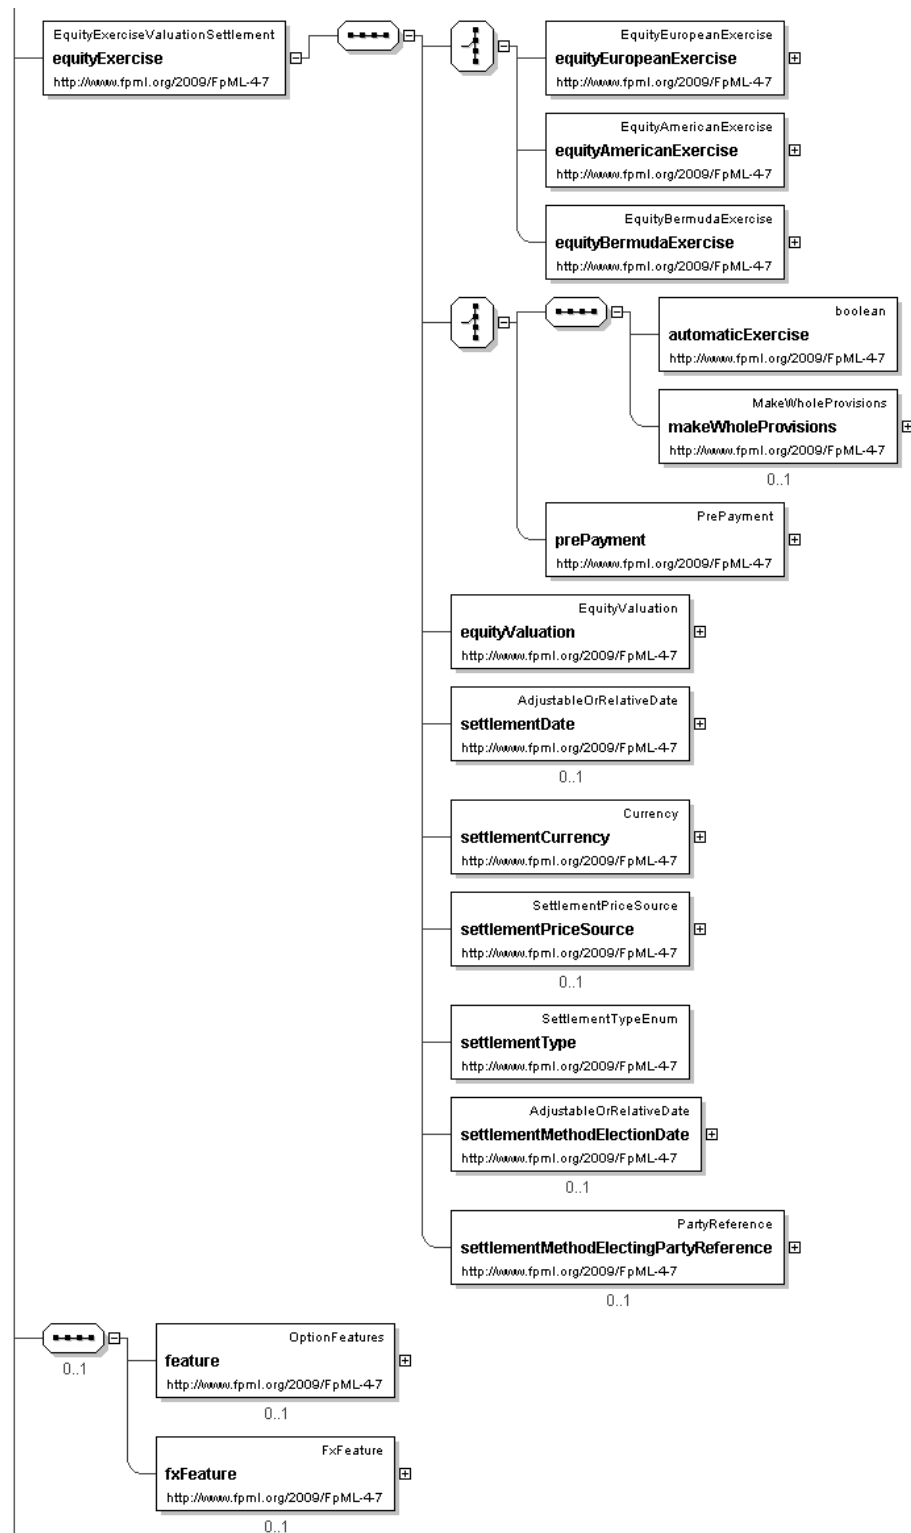 EquityExerciseValuationSettlement
equityExercise
http://www.fpml.org/2009/FpML-4-7
EquityEuropeanExercise
equityEuropeanExercise
http://www.fpml.org/2009/FpML-4-7
EquityAmericanExercise
equityAmericanExercise
http://www.fpml.org/2009/FpML-4-7
EquityBermudaExercise
equityBermudaExercise
http://www.fpml.org/2009/FpML-4-7
boolean
automaticExercise
http://www.fpml.org/2009/FpML-4-7
MakeWholeProvisions
makeWholeProvisions
http://www.fpml.org/2009/FpML-4-7
0..1
PrePayment
prePayment
http://www.fpml.org/2009/FpML-4-7
EquityValuation
equityValuation
http://www.fpml.org/2009/FpML-4-7
AdjustableOrRelativeDate
settlementDate
http://www.fpml.org/2009/FpML-4-7
0..1
Currency
settlementCurrency
http://www.fpml.org/2009/FpML-4-7
SettlementPriceSource
settlementPriceSource
http://www.fpml.org/2009/FpML-4-7
0..1
SettlementTypeEnum
settlementType
http://www.fpml.org/2009/FpML-4-7
AdjustableOrRelativeDate
settlementMethodElectionDate
http://www.fpml.org/2009/FpML-4-7
0..1
PartyReference
settlementMethodElectingPartyReference
http://www.fpml.org/2009/FpML-4-7
0..1
0..1
OptionFeatures
feature
http://www.fpml.org/2009/FpML-4-7
0..1
FxFeature
fxFeature
http://www.fpml.org/2009/FpML-4-7
0..1